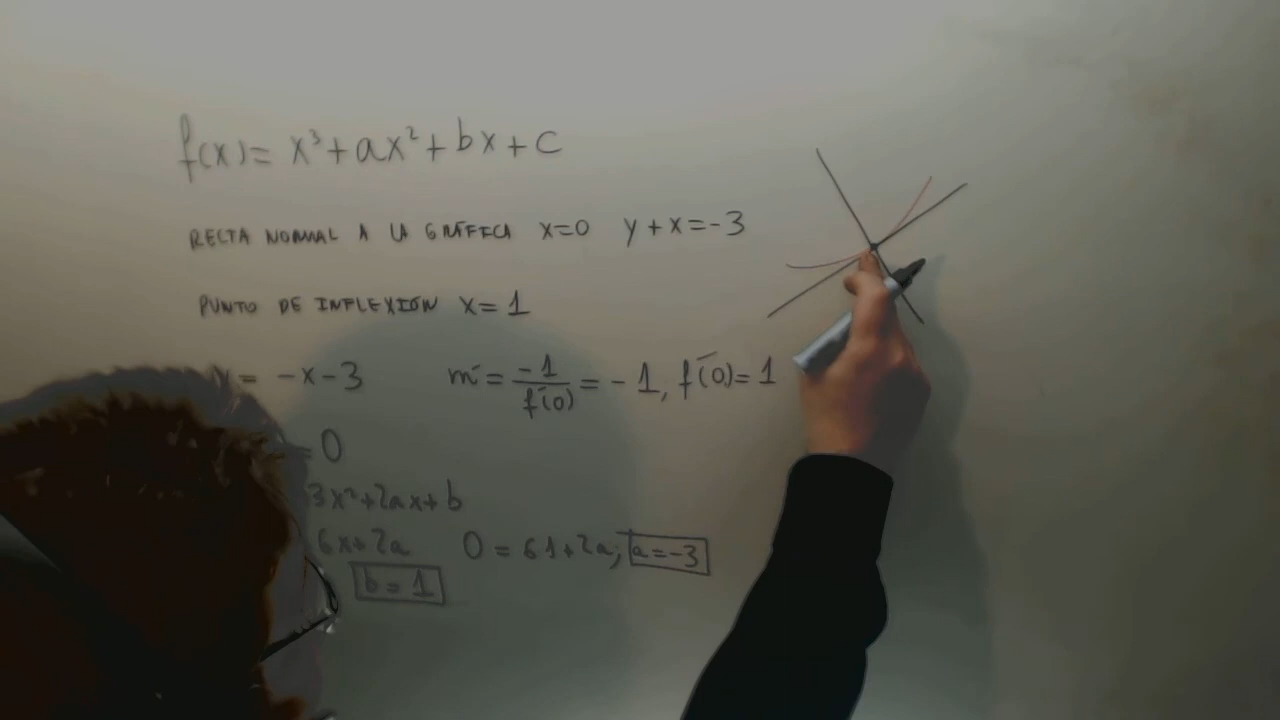 f(x)= x³+ax²+bx+c
RECTA NORMAL A LA GRÁFICA x=0 y+x=-3
PUNTO DE INFLEXIÓN x=1
y= -x-3 m´= -1/f´(0) = -1, f´(0)=1
=0
3x²+2ax+b
6x+2a 0=6·1+2a; a=-3
b=1